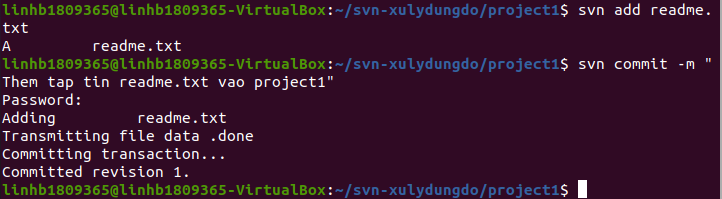 linhb1809365@linhb1809365-VirtualBox:~/svn-xulydungdo/project1$ svn add readme.
txt
A         readme.txt
linhb1809365@linhb1809365-VirtualBox:~/svn-xulydungdo/project1$ svn commit -m "
Them tap tin readme.txt vao project1"
Password:
Adding         readme.txt
Transmitting file data .done
Committing transaction...
Committed revision 1.
linhb1809365@linhb1809365-VirtualBox:~/svn-xulydungdo/project1$